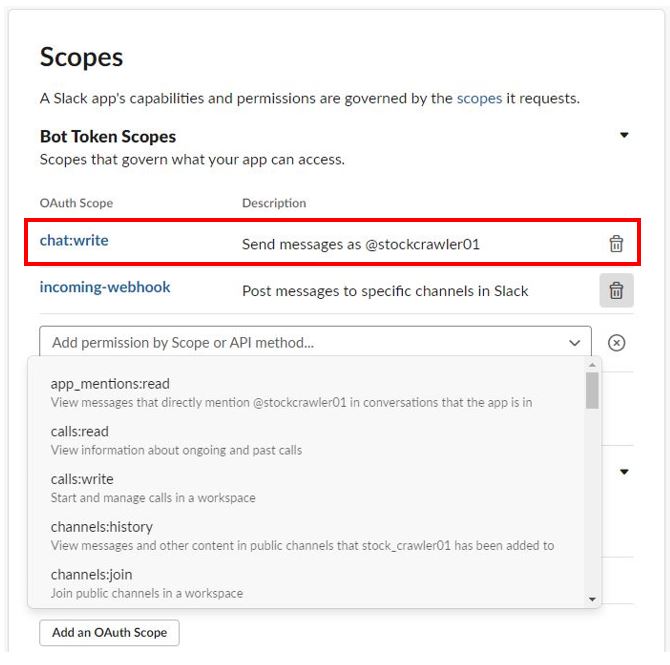 Scopes
A Slack app's capabilities and permissions are governed by the scopes it requests.
Bot Token Scopes
Scopes that govern what your app can access.
OAuth Scope Description
chat:write Send messages as @stockcrawler01
incoming-webhook Post messages to specific channels in Slack
Add permission by Scope or API method...
app_mentions:read
View messages that directly mention @stockcrawler01 in conversations that the app is in
calls:read
View information about ongoing and past calls
calls:write
Start and manage calls in a workspace
channels:history
View messages and other content in public channels that stock_crawler01 has been added to
channels:join
Join public channels in a workspace
Add an OAuth Scope